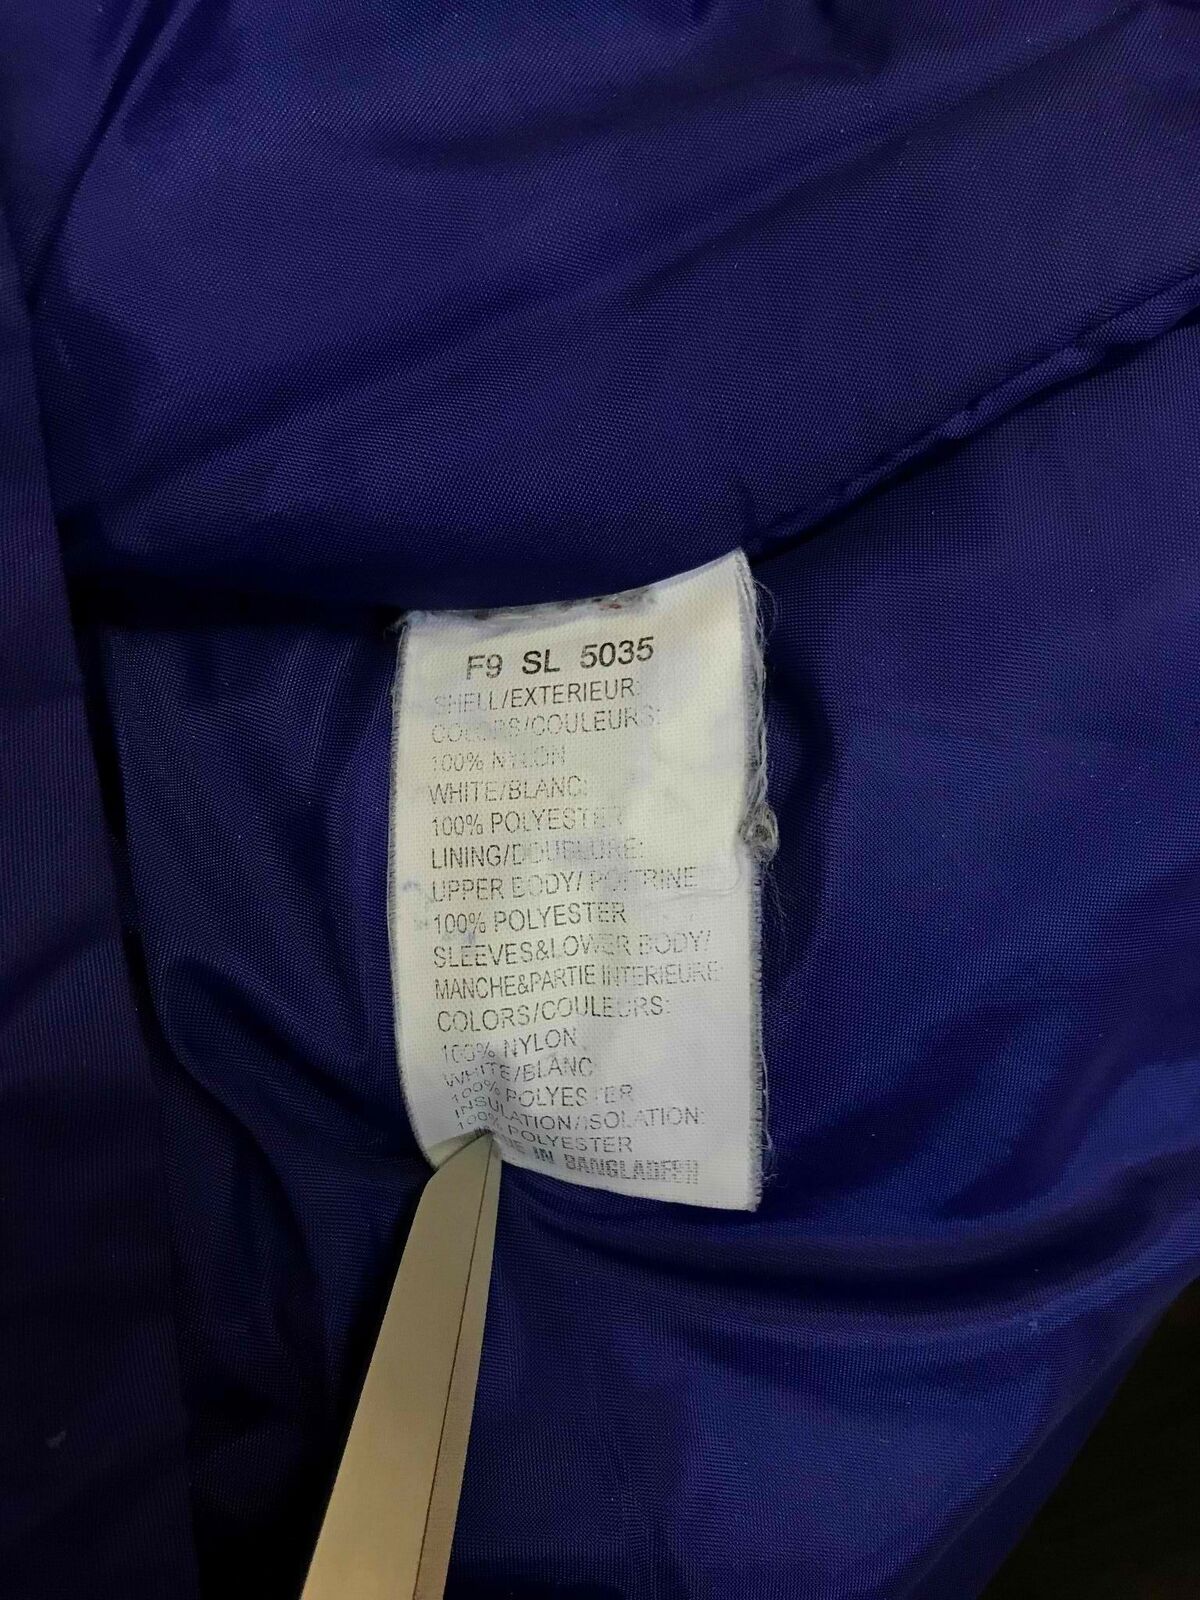 F9 SL 5035
SHELL/EXTERIEUR:
COLORS/COULEURS:
100% NYLON
WHITE/BLANC:
100% POLYESTER
LINING/DOUBLURE:
UPPER BODY/ POITRINE
100% POLYESTER
SLEEVES&LOWER BODY/
MANCHE&PARTIE INTERIEURE
COLORS/COULEURS:
100% NYLON
WHITE/BLANC
100% POLYESTER
INSULATION/ISOLATION:
100% POLYESTER
IN BANGLADESH